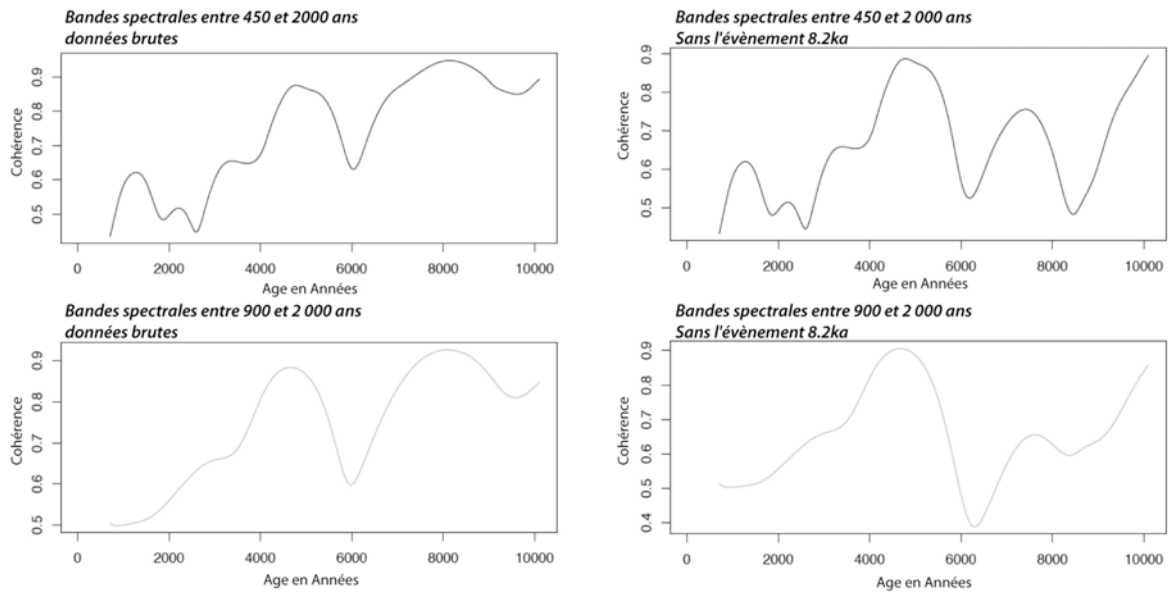 Bandes spectrales entre 450 et 2000 ans
données brutes
Cohérence
0.9
0.8
0.7
0.6
0.5
0 2000 4000 6000 8000 10000
Age en Années
Bandes spectrales entre 450 et 2 000 ans
Sans l'évènement 8.2ka
Cohérence
0.9
0.8
0.7
0.6
0.5
0 2000 4000 6000 8000 10000
Age en Années
Bandes spectrales entre 900 et 2 000 ans
données brutes
Cohérence
0.9
0.8
0.7
0.6
0.5
0 2000 4000 6000 8000 10000
Age en Années
Bandes spectrales entre 900 et 2 000 ans
Sans l'évènement 8.2ka
Cohérence
0.9
0.8
0.7
0.6
0.5
0.4
0 2000 4000 6000 8000 10000
Age en Années